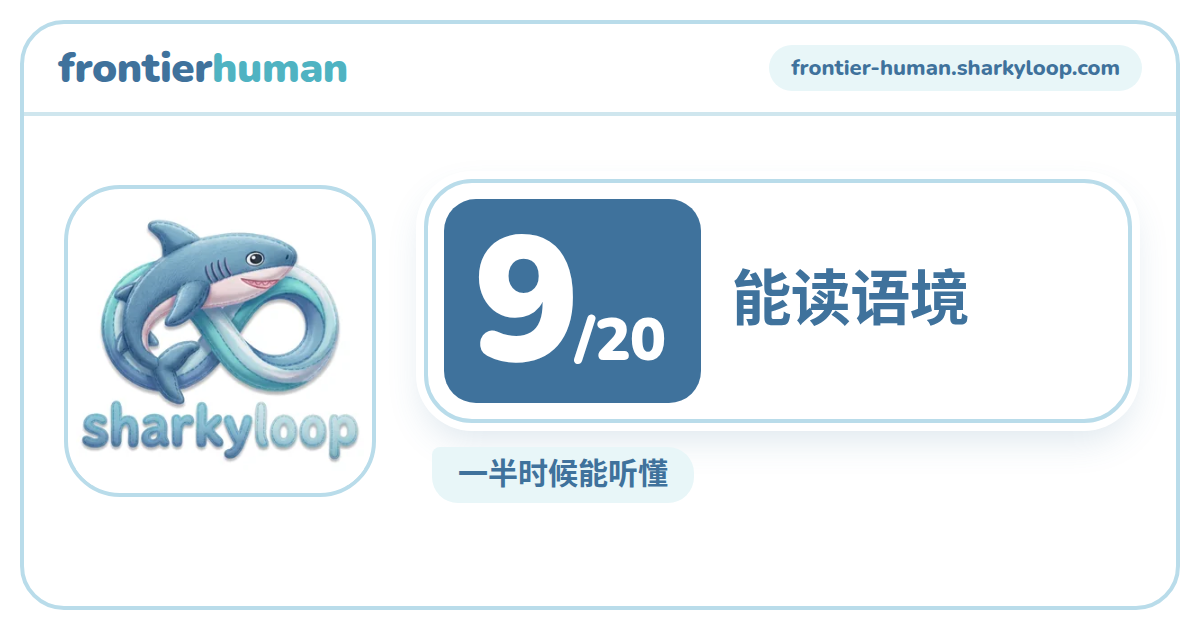 frontierhuman
frontier-human.sharkyloop.com
sharkyloop
9/20
能读语境
一半时候能听懂